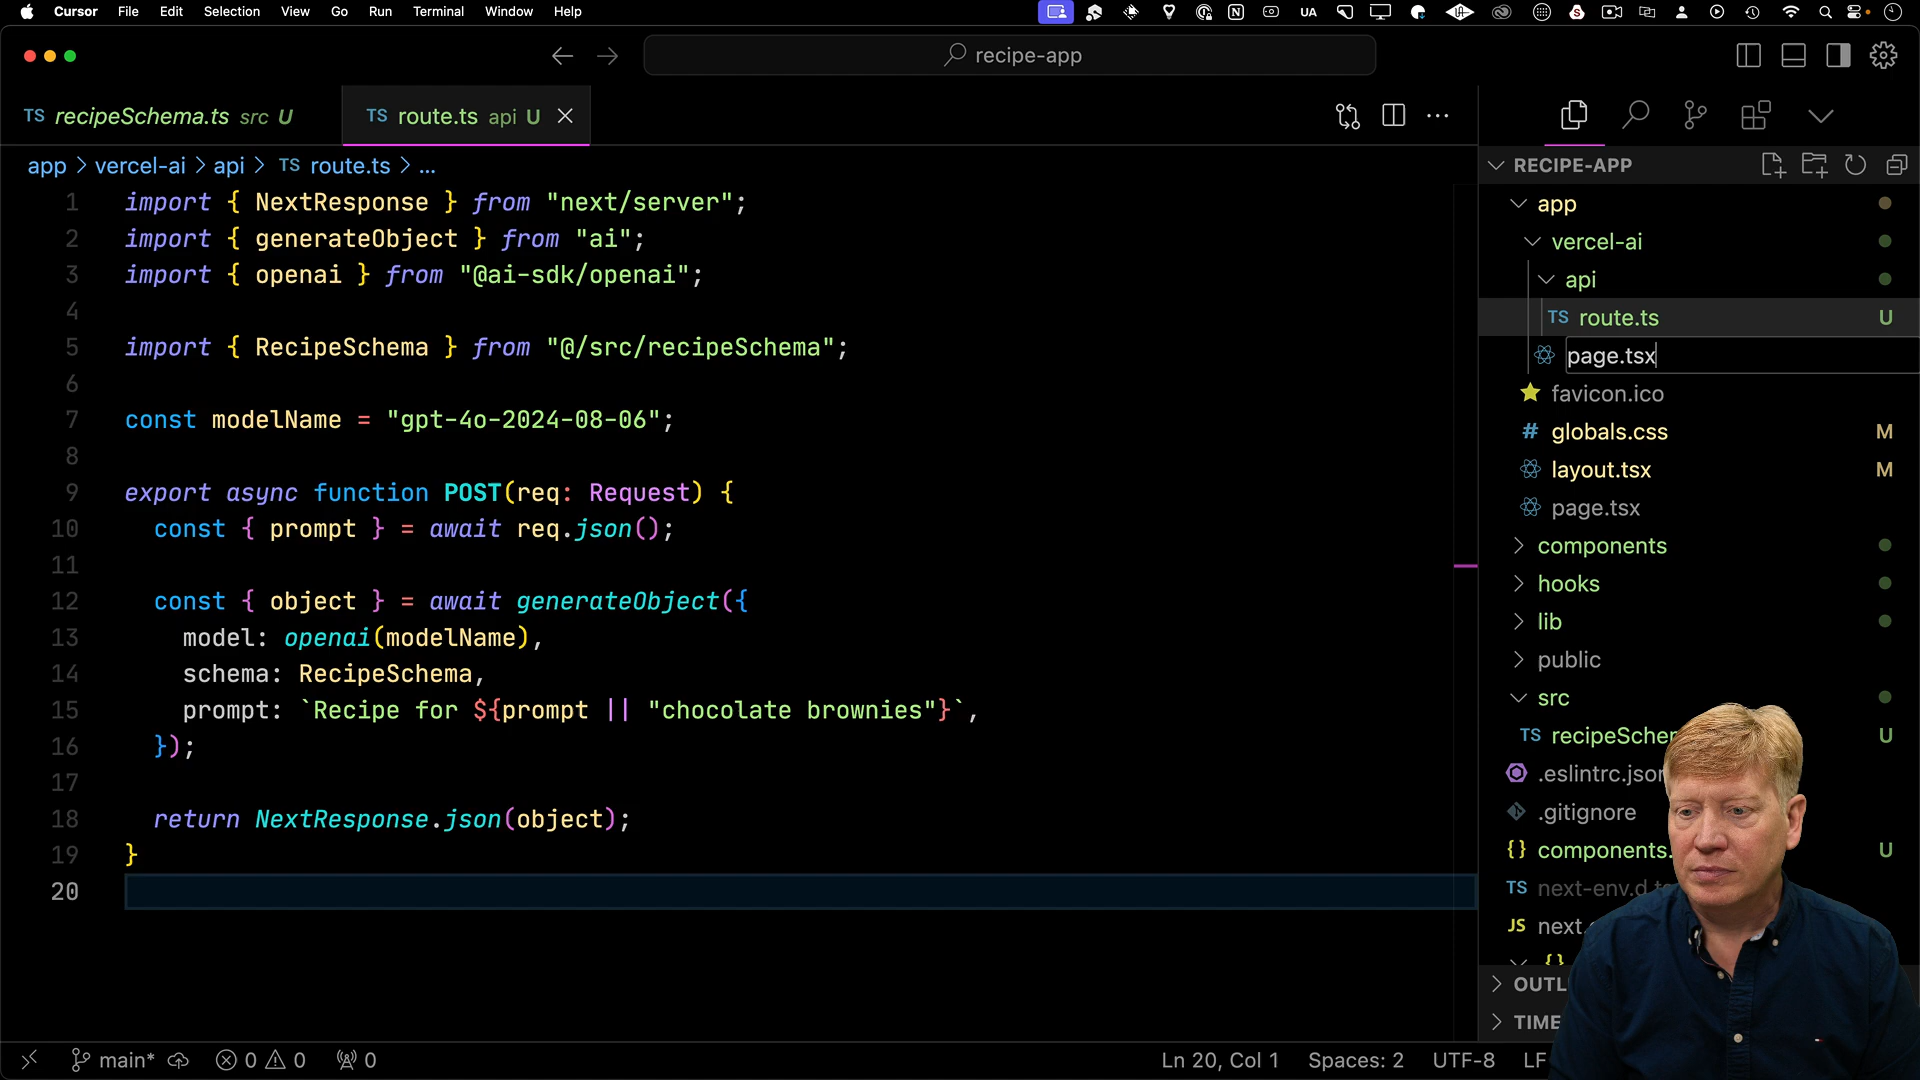 Cursor File Edit Selection View Go Run Terminal Window Help
UA
recipe-app
TS recipeSchema.ts src U
TS route.ts api U
app > vercel-ai > api > TS route.ts > ...
1 import { NextResponse } from "next/server";
2 import { generateObject } from "ai";
3 import { openai } from "@ai-sdk/openai";
4
5 import { RecipeSchema } from "@/src/recipeSchema";
6
7 const modelName = "gpt-4o-2024-08-06";
8
9 export async function POST(req: Request) {
10 const { prompt } = await req.json();
11
12 const { object } = await generateObject({
13 model: openai(modelName),
14 schema: RecipeSchema,
15 prompt: `Recipe for ${prompt || "chocolate brownies"}`,
16 });
17
18 return NextResponse.json(object);
19 }
20
RECIPE-APP
app
vercel-ai
api
TS route.ts U
page.tsx
favicon.ico
# globals.css M
layout.tsx M
page.tsx
components
hooks
lib
public
src
TS recipeScher U
.eslintrc.json
.gitignore
{} components. U
TS next-env.d.ts
JS next.
{}
OUTL
TIME
main* 0 0 0
Ln 20, Col 1 Spaces: 2 UTF-8 LF